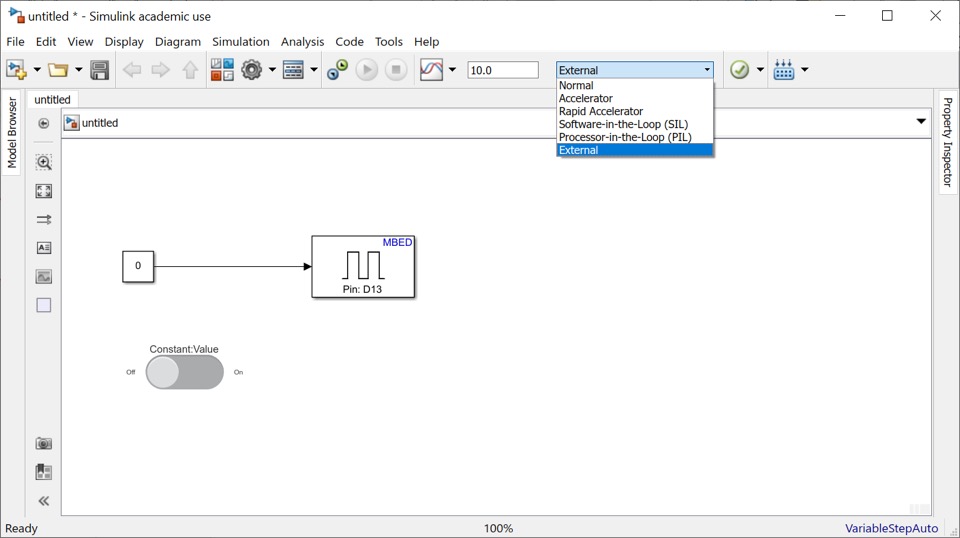 untitled * - Simulink academic use
File Edit View Display Diagram Simulation Analysis Code Tools Help
10.0
External
Normal
Accelerator
Rapid Accelerator
Software-in-the-Loop (SIL)
Processor-in-the-Loop (PIL)
External
untitled
untitled
Model Browser
Property Inspector
0
MBED
Pin: D13
Constant:Value
Off
On
Ready
100%
VariableStepAuto